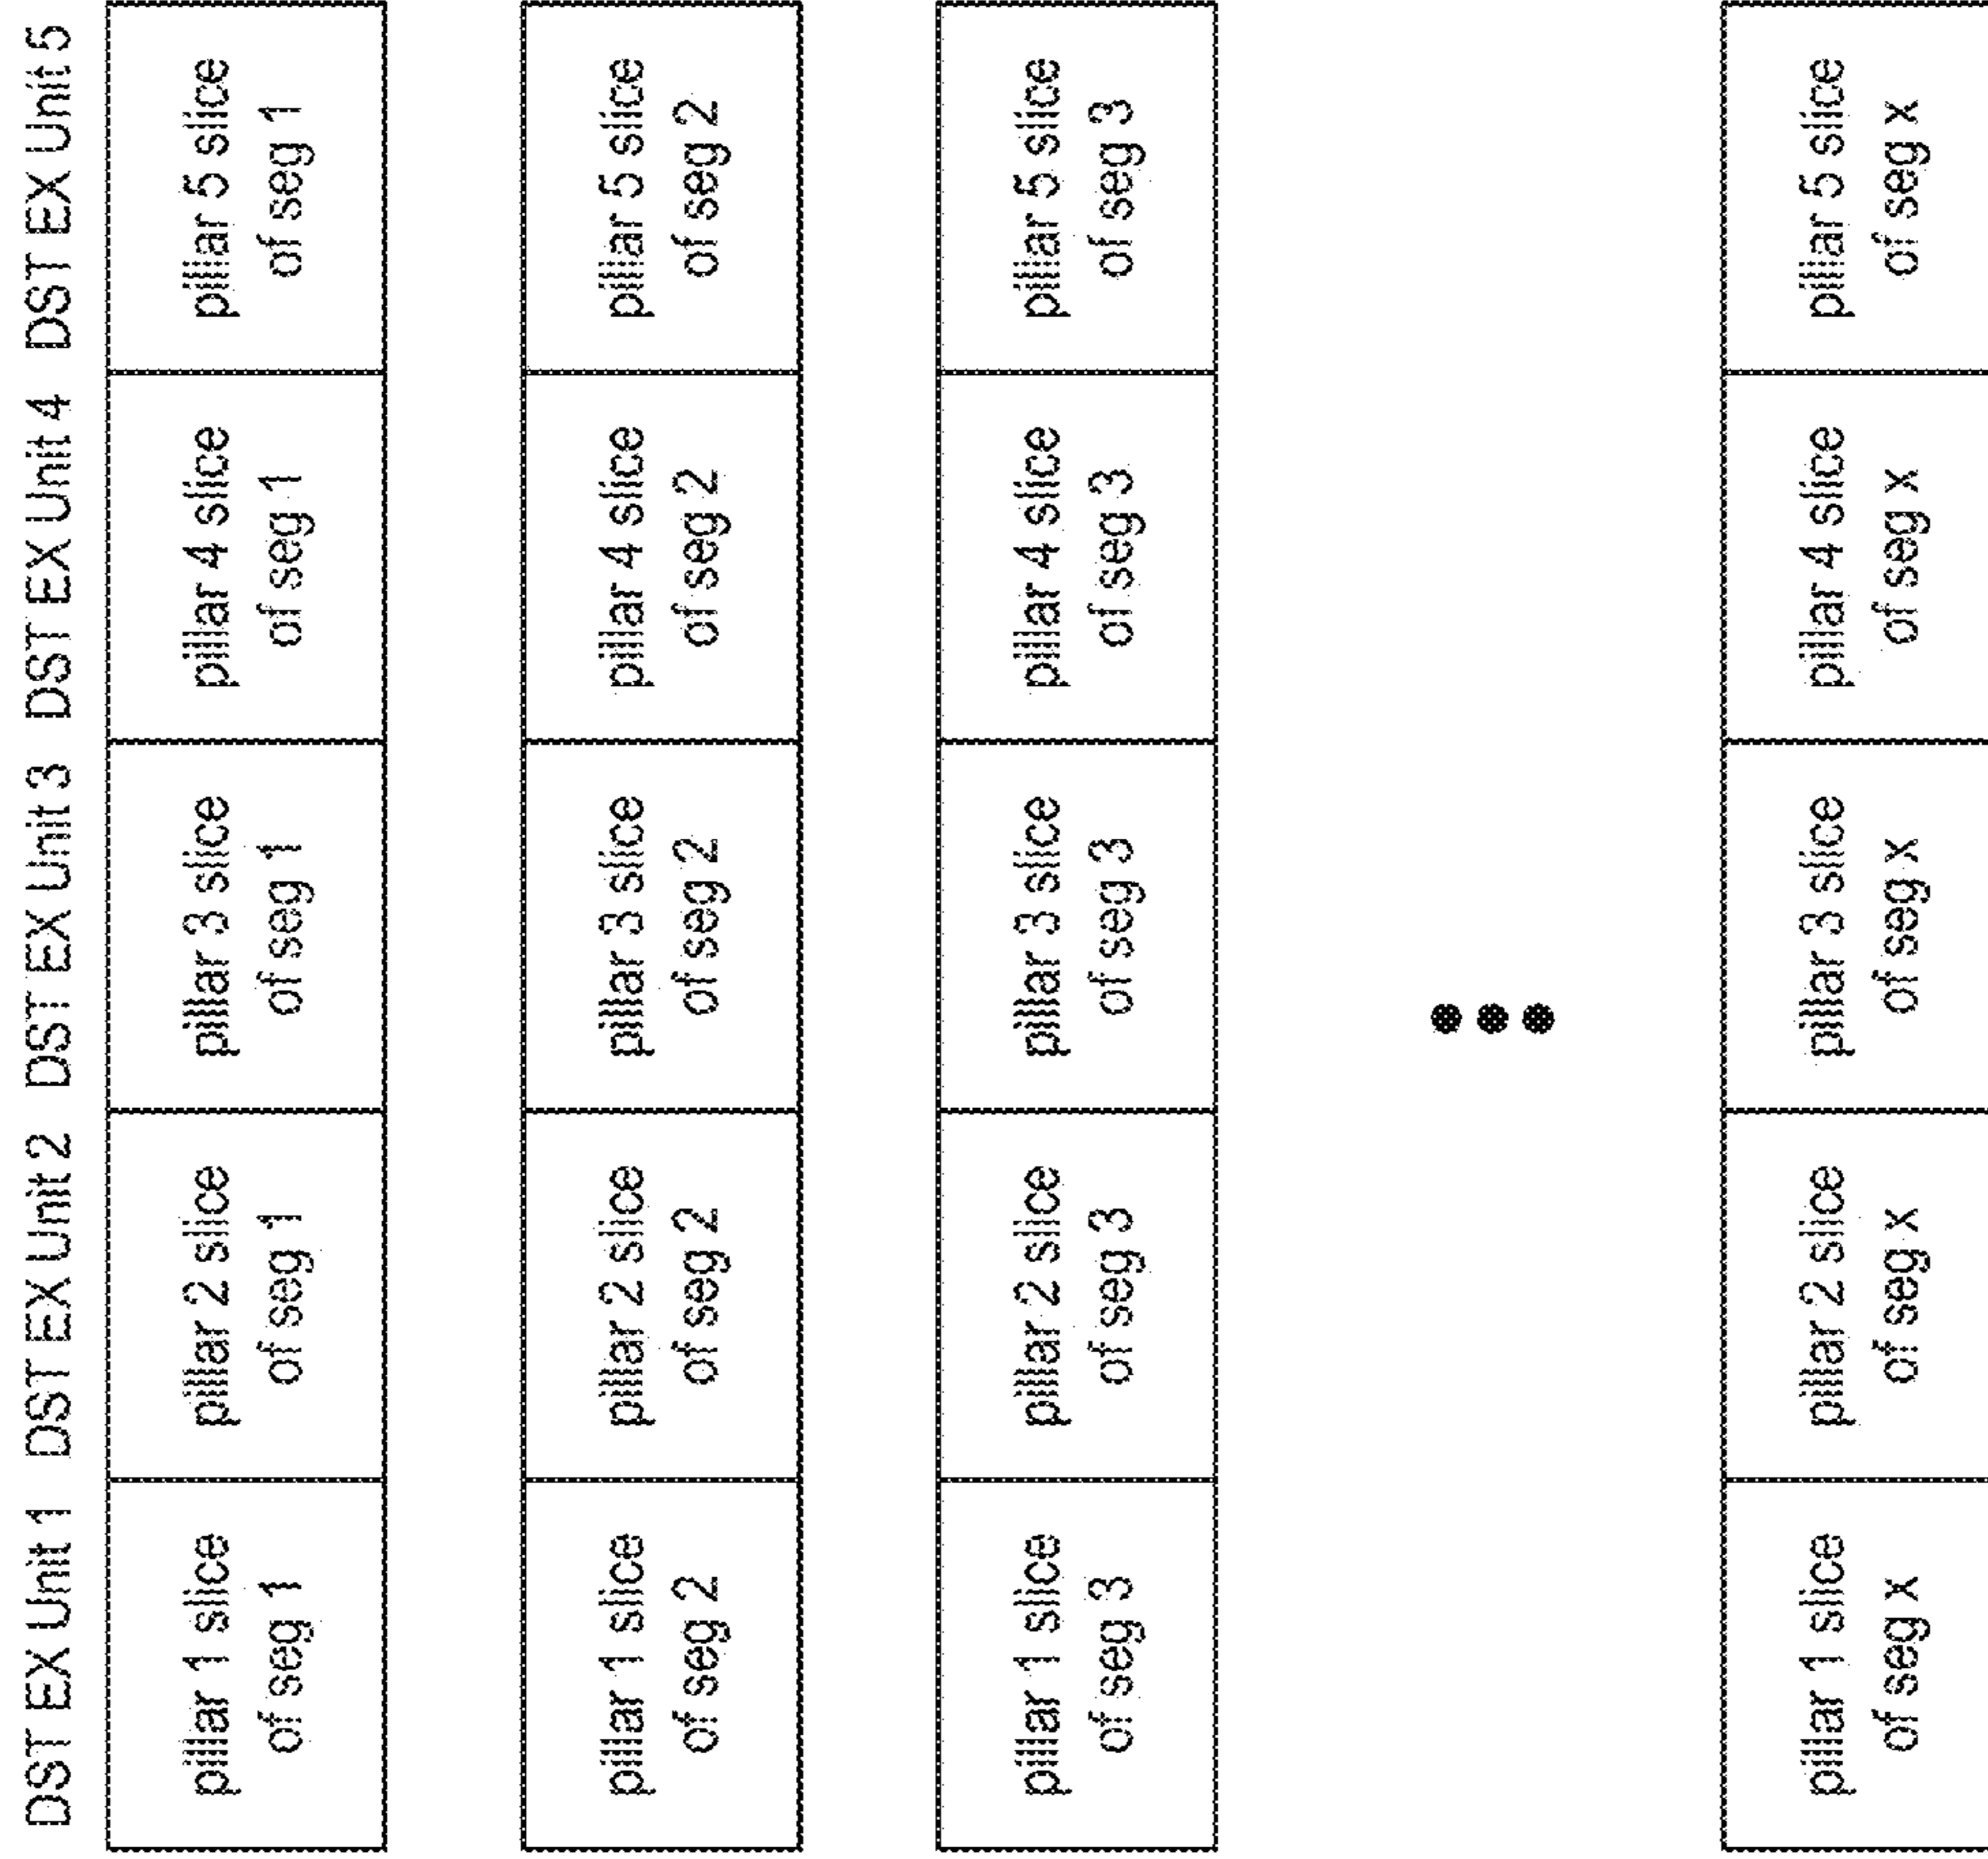 DST EX Unit 1 DST EX Unit 2 DST EX Unit 3 DST EX Unit 4 DST EX Unit 5
pillar 1 slice
of seg 1
pillar 2 slice
of seg 1
pillar 3 slice
of seg 1
pillar 4 slice
of seg 1
pillar 5 slice
of seg 1
pillar 1 slice
of seg 2
pillar 2 slice
of seg 2
pillar 3 slice
of seg 2
pillar 4 slice
of seg 2
pillar 5 slice
of seg 2
pillar 1 slice
of seg 3
pillar 2 slice
of seg 3
pillar 3 slice
of seg 3
pillar 4 slice
of seg 3
pillar 5 slice
of seg 3
pillar 1 slice
of seg x
pillar 2 slice
of seg x
pillar 3 slice
of seg x
pillar 4 slice
of seg x
pillar 5 slice
of seg x